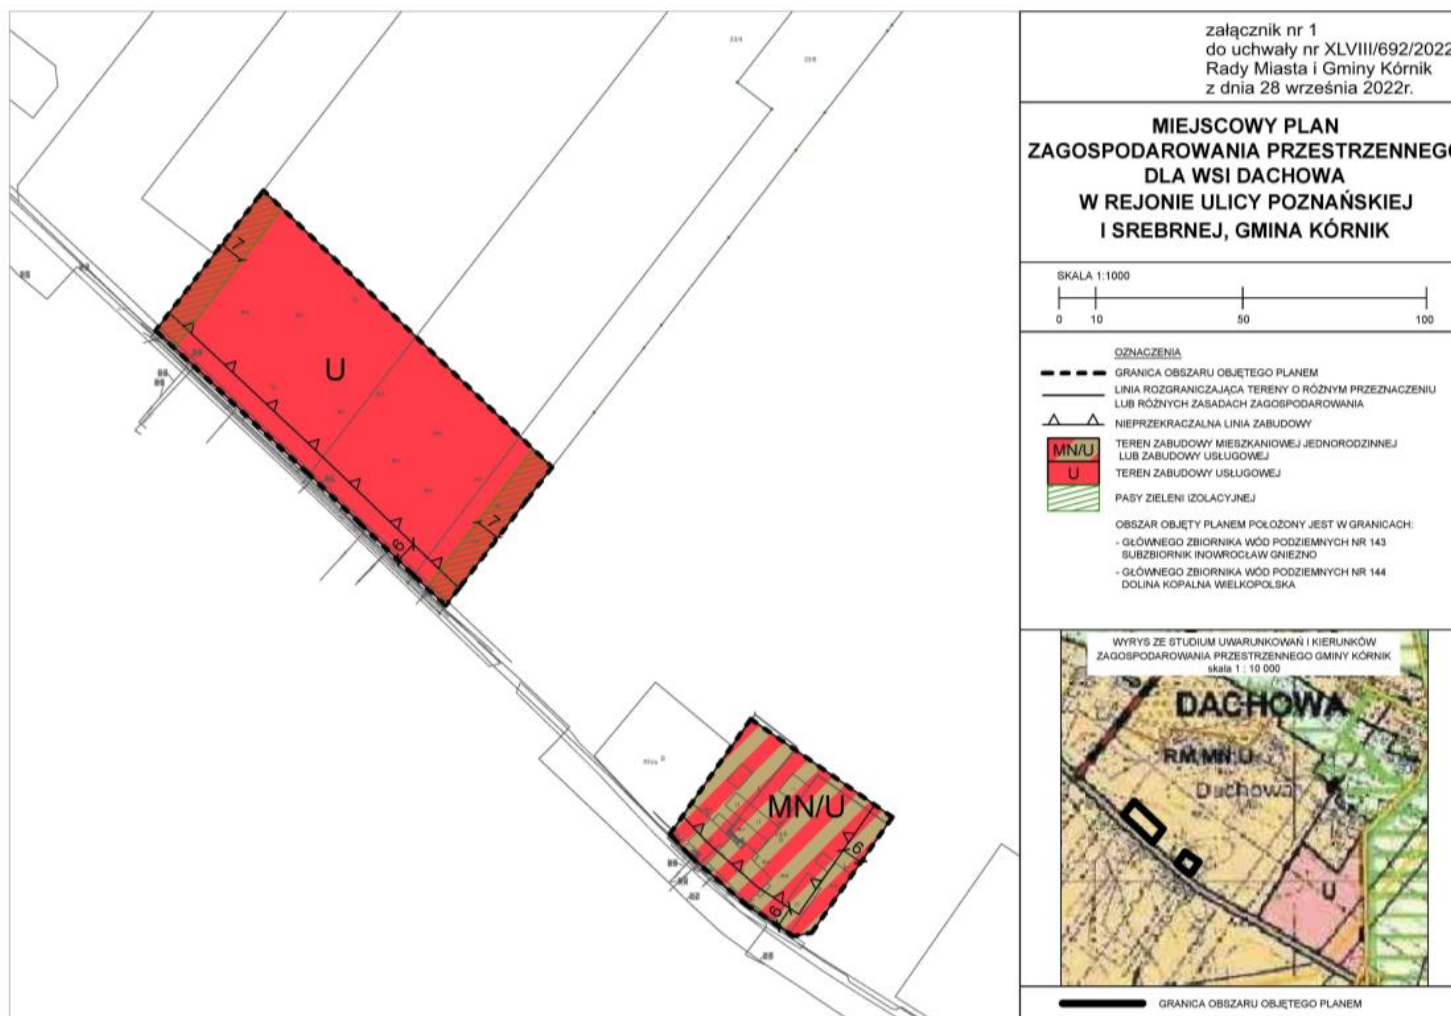 załącznik nr 1
do uchwały nr XLVIII/692/2022
Rady Miasta i Gminy Kórnik
z dnia 28 września 2022r.
MIEJSCOWY PLAN
ZAGOSPODAROWANIA PRZESTRZENNEGO
DLA WSI DACHOWA
W REJONIE ULICY POZNAŃSKIEJ
I SREBRNEJ, GMINA KÓRNIK
SKALA 1:1000
0 10 50 100
OZNACZENIA
GRANICA OBSZARU OBJĘTEGO PLANEM
LINIA ROZGRANICZAJĄCA TERENY O RÓŻNYM PRZEZNACZENIU
LUB RÓŻNYCH ZASADACH ZAGOSPODAROWANIA
NIEPRZEKRACZALNA LINIA ZABUDOWY
MN/U
TEREN ZABUDOWY MIESZKANIOWEJ JEDNORODZINNEJ
LUB ZABUDOWY USŁUGOWEJ
U
TEREN ZABUDOWY USŁUGOWEJ
PASY ZIELENI IZOLACYJNEJ
OBSZAR OBJĘTY PLANEM POŁOŻONY JEST W GRANICACH:
- GŁÓWNEGO ZBIORNIKA WÓD PODZIEMNYCH NR 143
SUBZBIORNIK INOWROCŁAW GNIEZNO
- GŁÓWNEGO ZBIORNIKA WÓD PODZIEMNYCH NR 144
DOLINA KOPALNA WIELKOPOLSKA
WYRYS ZE STUDIUM UWARUNKOWAŃ I KIERUNKÓW
ZAGOSPODAROWANIA PRZESTRZENNEGO GMINY KÓRNIK
skala 1 : 10 000
DACHOWA
RM,MN,U
Dachowa
U
GRANICA OBSZARU OBJĘTEGO PLANEM
7
U
7
6
MN/U
6
6